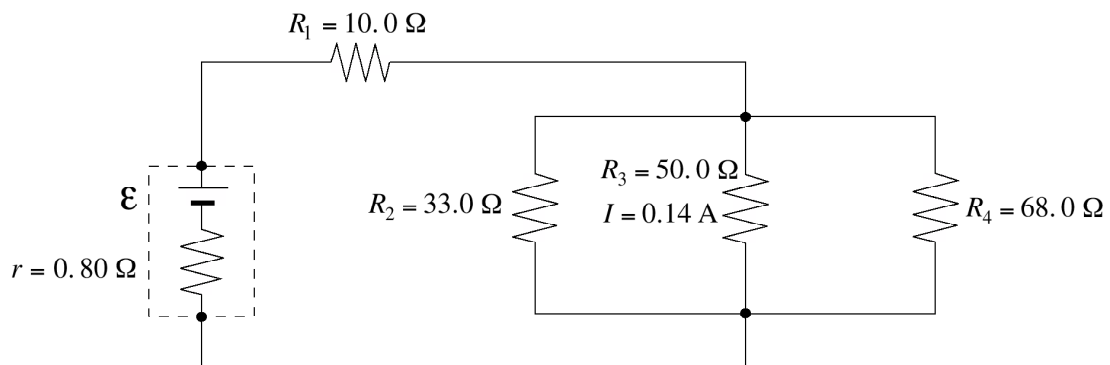 R₁ = 10.0 Ω
R₃ = 50.0 Ω
ε
R₂ = 33.0 Ω
I = 0.14 A
R₄ = 68.0 Ω
r = 0.80 Ω